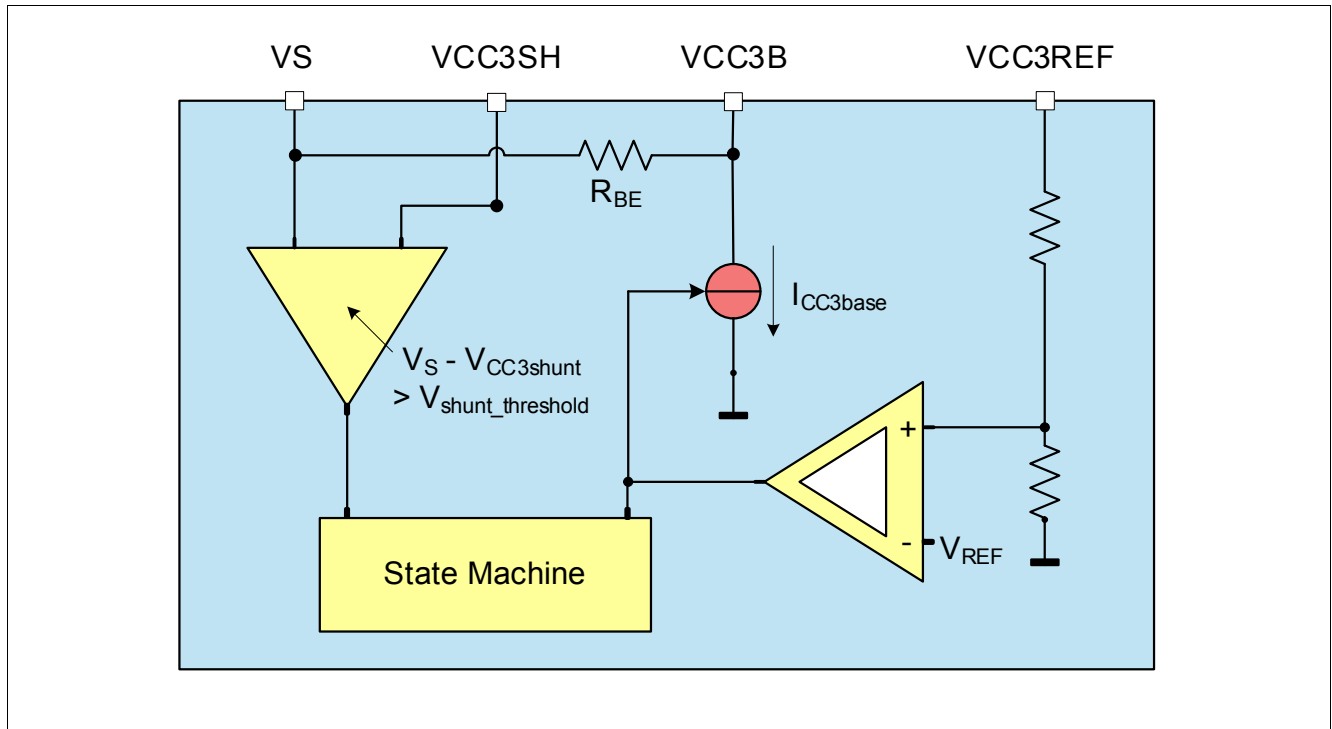 VS
VCC3SH
VCC3B
VCC3REF
RBE
ICC3base
VS - VCC3shunt
> Vshunt_threshold
+
-
VREF
State Machine